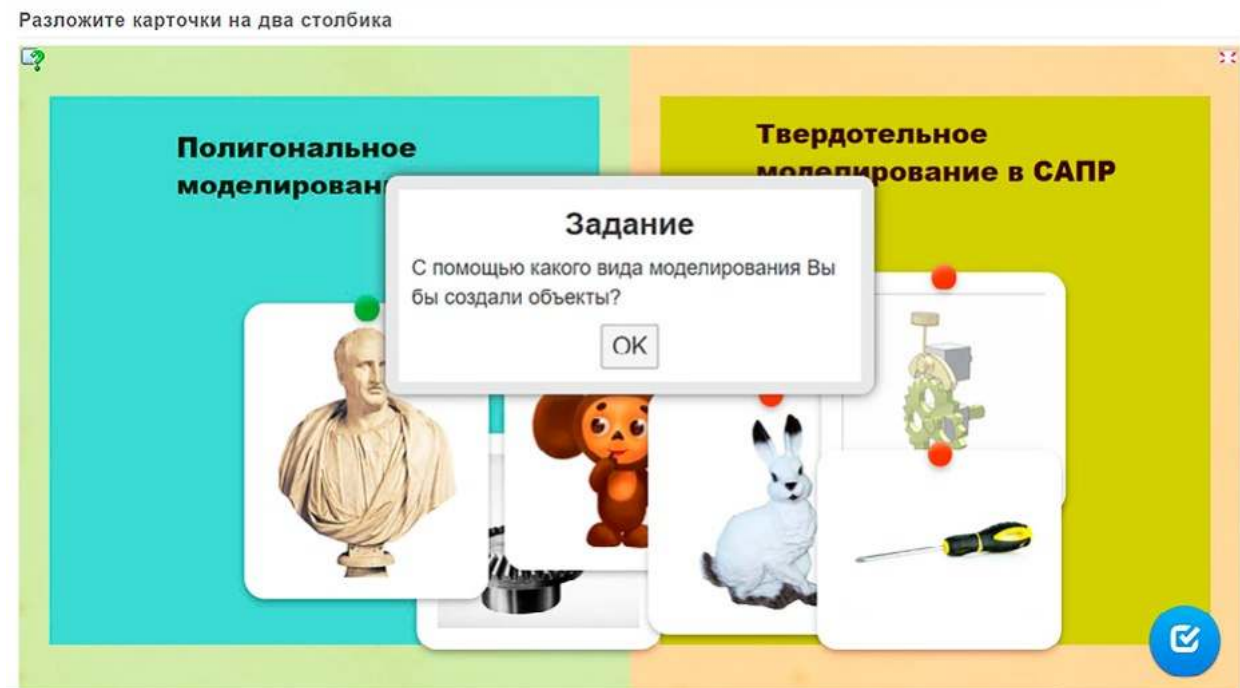 Разложите карточки на два столбика
Полигональное
моделирован
Твердотельное
моделирование в САПР
Задание
С помощью какого вида моделирования Вы
бы создали объекты?
OK